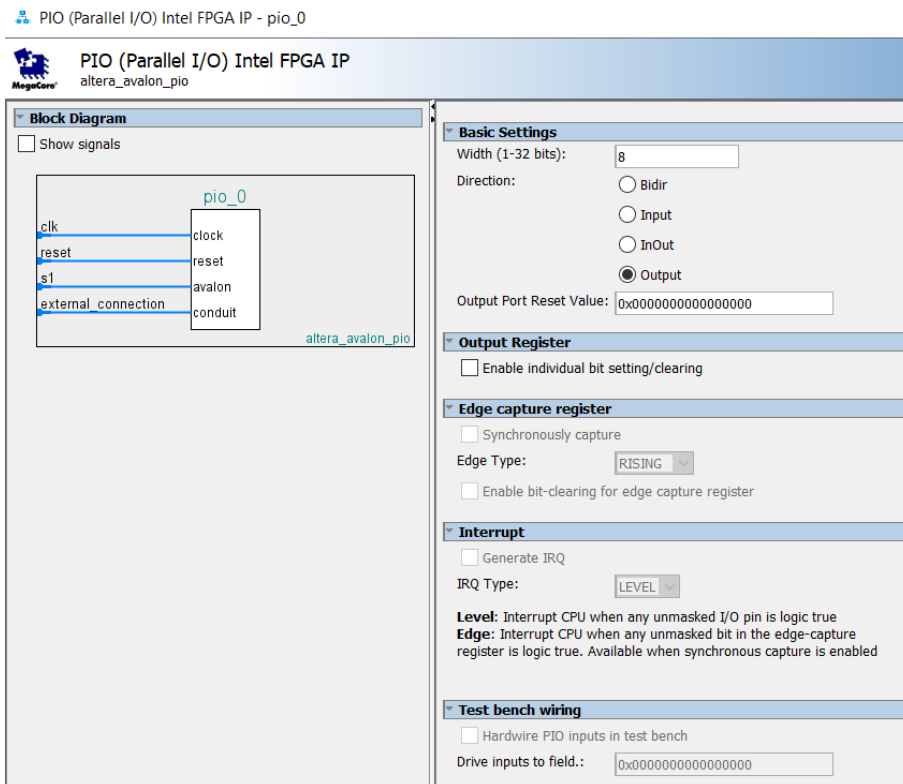 PIO (Parallel I/O) Intel FPGA IP - pio_0
PIO (Parallel I/O) Intel FPGA IP
altera_avalon_pio
MegaCore'
Block Diagram
Show signals
pio_0
clk
clock
reset
reset
s1
avalon
external_connection
conduit
altera_avalon_pio
Basic Settings
Width (1-32 bits):
8
Direction:
Bidir
Input
InOut
Output
Output Port Reset Value:
0x0000000000000000
Output Register
Enable individual bit setting/clearing
Edge capture register
Synchronously capture
Edge Type:
RISING
Enable bit-clearing for edge capture register
Interrupt
Generate IRQ
IRQ Type:
LEVEL
Level: Interrupt CPU when any unmasked I/O pin is logic true
Edge: Interrupt CPU when any unmasked bit in the edge-capture
register is logic true. Available when synchronous capture is enabled
Test bench wiring
Hardwire PIO inputs in test bench
Drive inputs to field.:
0x0000000000000000